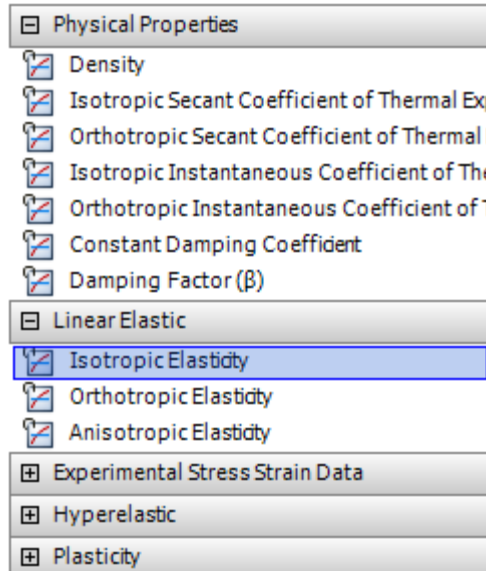 Physical Properties
Density
Isotropic Secant Coefficient of Thermal Exp
Orthotropic Secant Coefficient of Thermal
Isotropic Instantaneous Coefficient of The
Orthotropic Instantaneous Coefficient of T
Constant Damping Coefficient
Damping Factor (β)
Linear Elastic
Isotropic Elasticity
Orthotropic Elasticity
Anisotropic Elasticity
Experimental Stress Strain Data
Hyperelastic
Plasticity